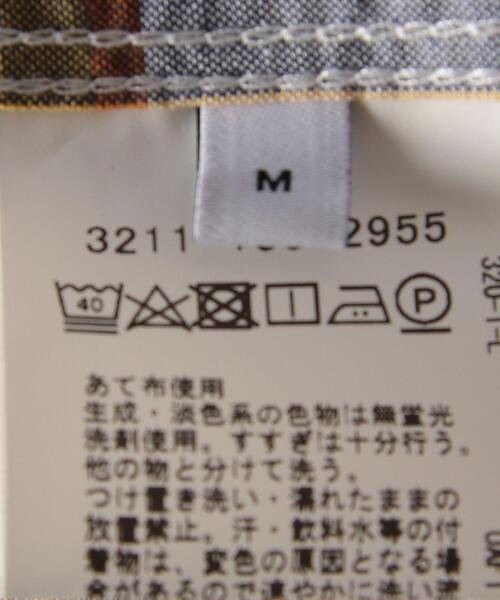 M
3211 2955
40 P
320-1-L
あて布使用
生成・淡色系の色物は無蛍光
洗剤使用。すすぎは十分行う。
他の物と分けて洗う。
つけ置き洗い・濡れたままの
放置禁止。汗・飲料水等の付
着物は、変色の原因となる場
合があるので速やかに洗い流